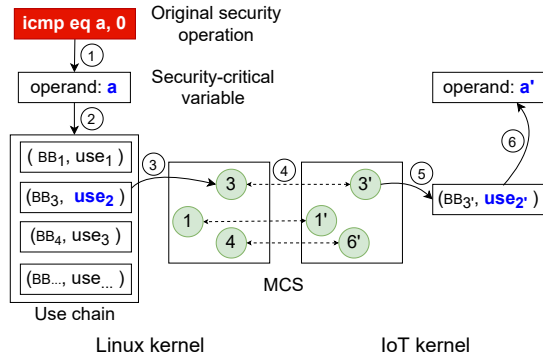 icmp eq a, 0
Original security
operation
1
operand: a
Security-critical
variable
operand: a'
2
6
(BB1, use1)
3
4
5
(BB3, use2)
3
3'
(BB3', use2')
1
1'
(BB4, use3)
4
6'
(BB..., use...)
MCS
Use chain
Linux kernel
IoT kernel